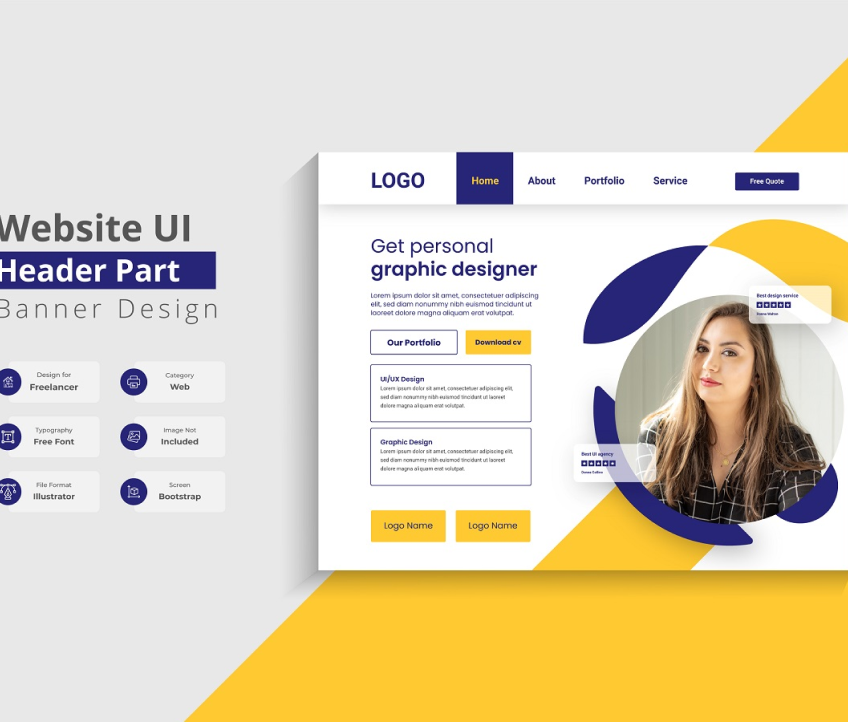 Website UI
Header Part
Banner Design
Design for
Freelancer
Category
Web
Typography
Free Font
Image Not
Included
File Format
Illustrator
Screen
Bootstrap
LOGO
Home
About
Portfolio
Service
Free Quote
Get personal
graphic designer
Lorem ipsum dolor sit amet, consectetuer adipiscing
elit, sed diam nonummy nibh euismod tincidunt ut
laoreet dolore magna aliquam erat volutpat.
Our Portfolio
Download cv
UI/UX Design
Lorem ipsum dolor sit amet, consectetuer adipiscing elit,
sed diam nonummy nibh euismod tincidunt ut laoreet
dolore magna aliquam erat volutpat.
Graphic Design
Lorem ipsum dolor sit amet, consectetuer adipiscing elit,
sed diam nonummy nibh euismod tincidunt ut laoreet
dolore magna aliquam erat volutpat.
Logo Name
Logo Name
Best design service
Best UI agency